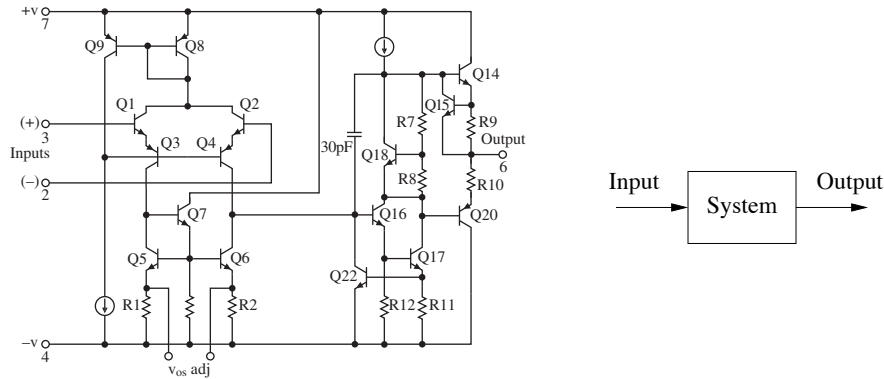 +v
7
Q9
Q8
Q14
Q1
Q2
Q15
(+)
3
R7
R9
Output
6
Inputs
Q3
Q4
30pF
Q18
(−)
2
R8
R10
Q7
Q16
Q20
Q5
Q6
Q17
Q22
R1
R2
R12
R11
−v
4
vos adj
Input
System
Output